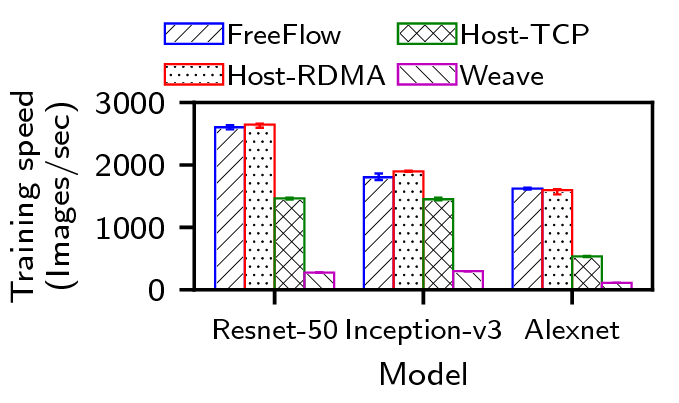 FreeFlow Host-TCP
Host-RDMA Weave
Training speed
(Images/sec)
3000
2000
1000
0
Resnet-50 Inception-v3 Alexnet
Model